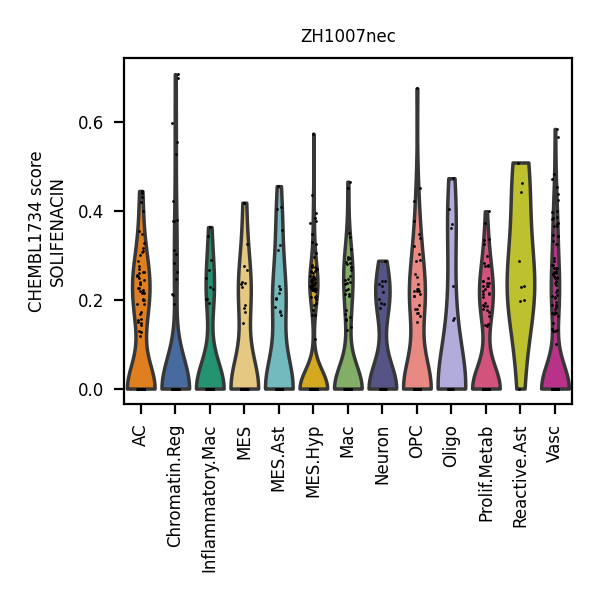 ZH1007nec
CHEMBL1734 score
SOLIFENACIN
0.6
0.4
0.2
0.0
AC
Chromatin.Reg
Inflammatory.Mac
MES
MES.Ast
MES.Hyp
Mac
Neuron
OPC
Oligo
Prolif.Metab
Reactive.Ast
Vasc